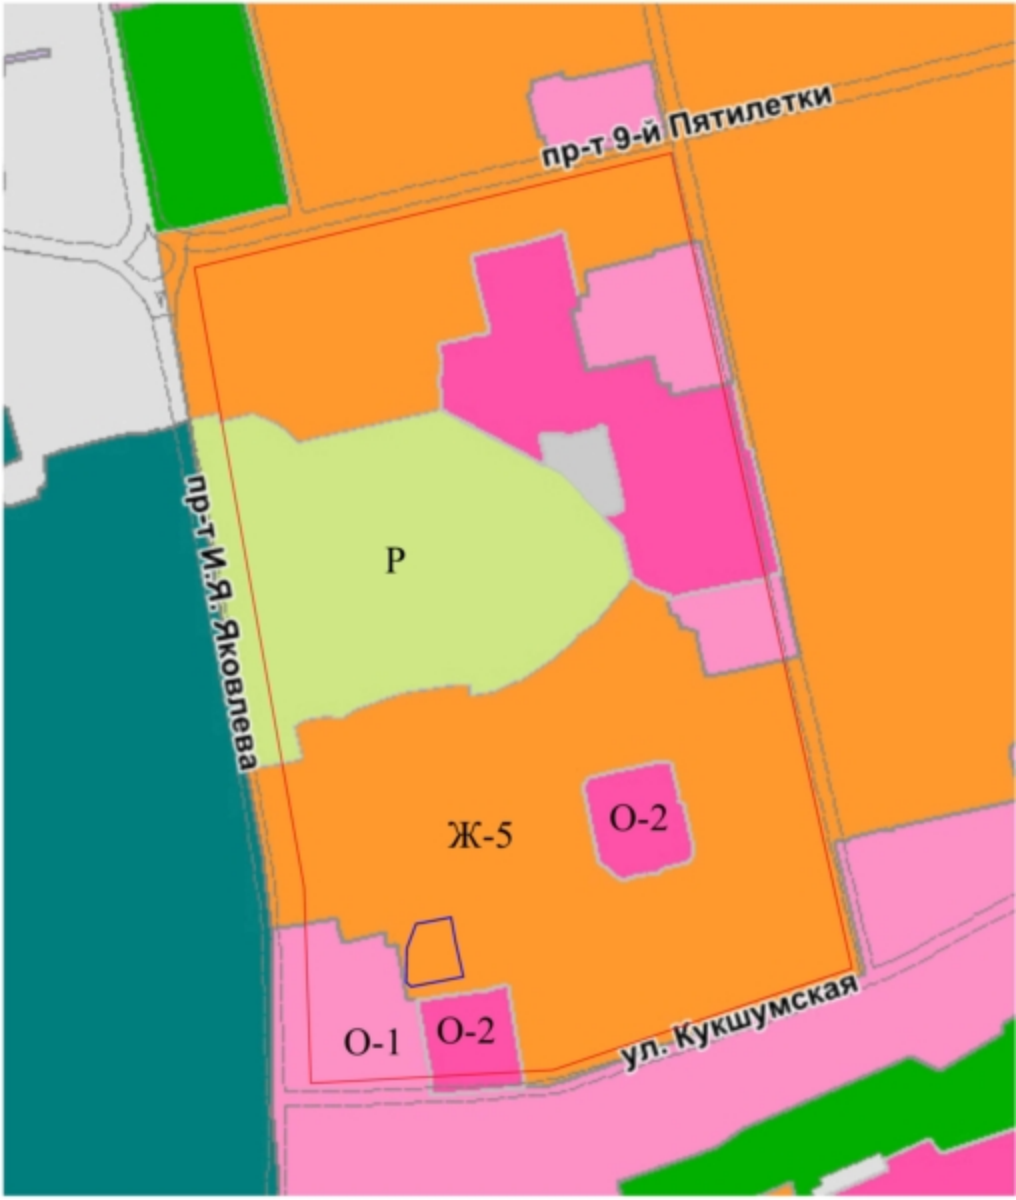 пр-т 9-й Пятилетки
Р
пр-т И.Я. Яковлева
Ж-5
О-2
О-1
О-2
ул. Кукшумская